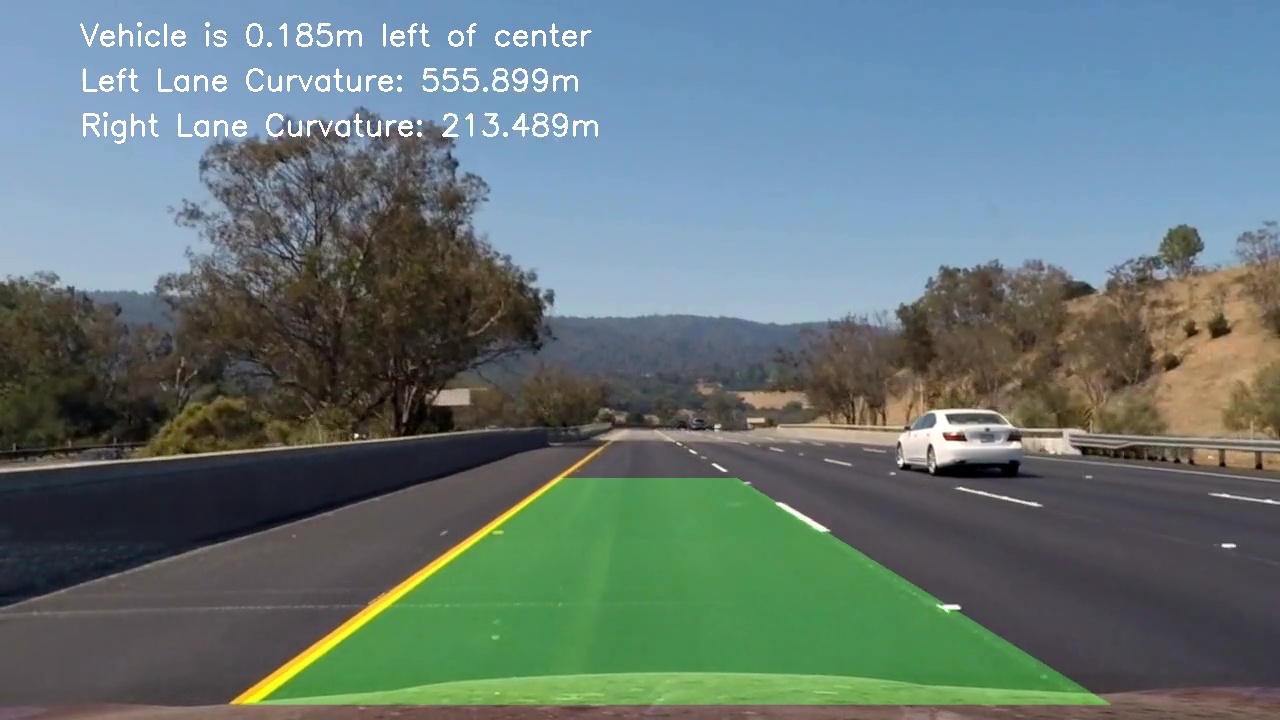 Vehicle is 0.185m left of center
Left Lane Curvature: 555.899m
Right Lane Curvature: 213.489m